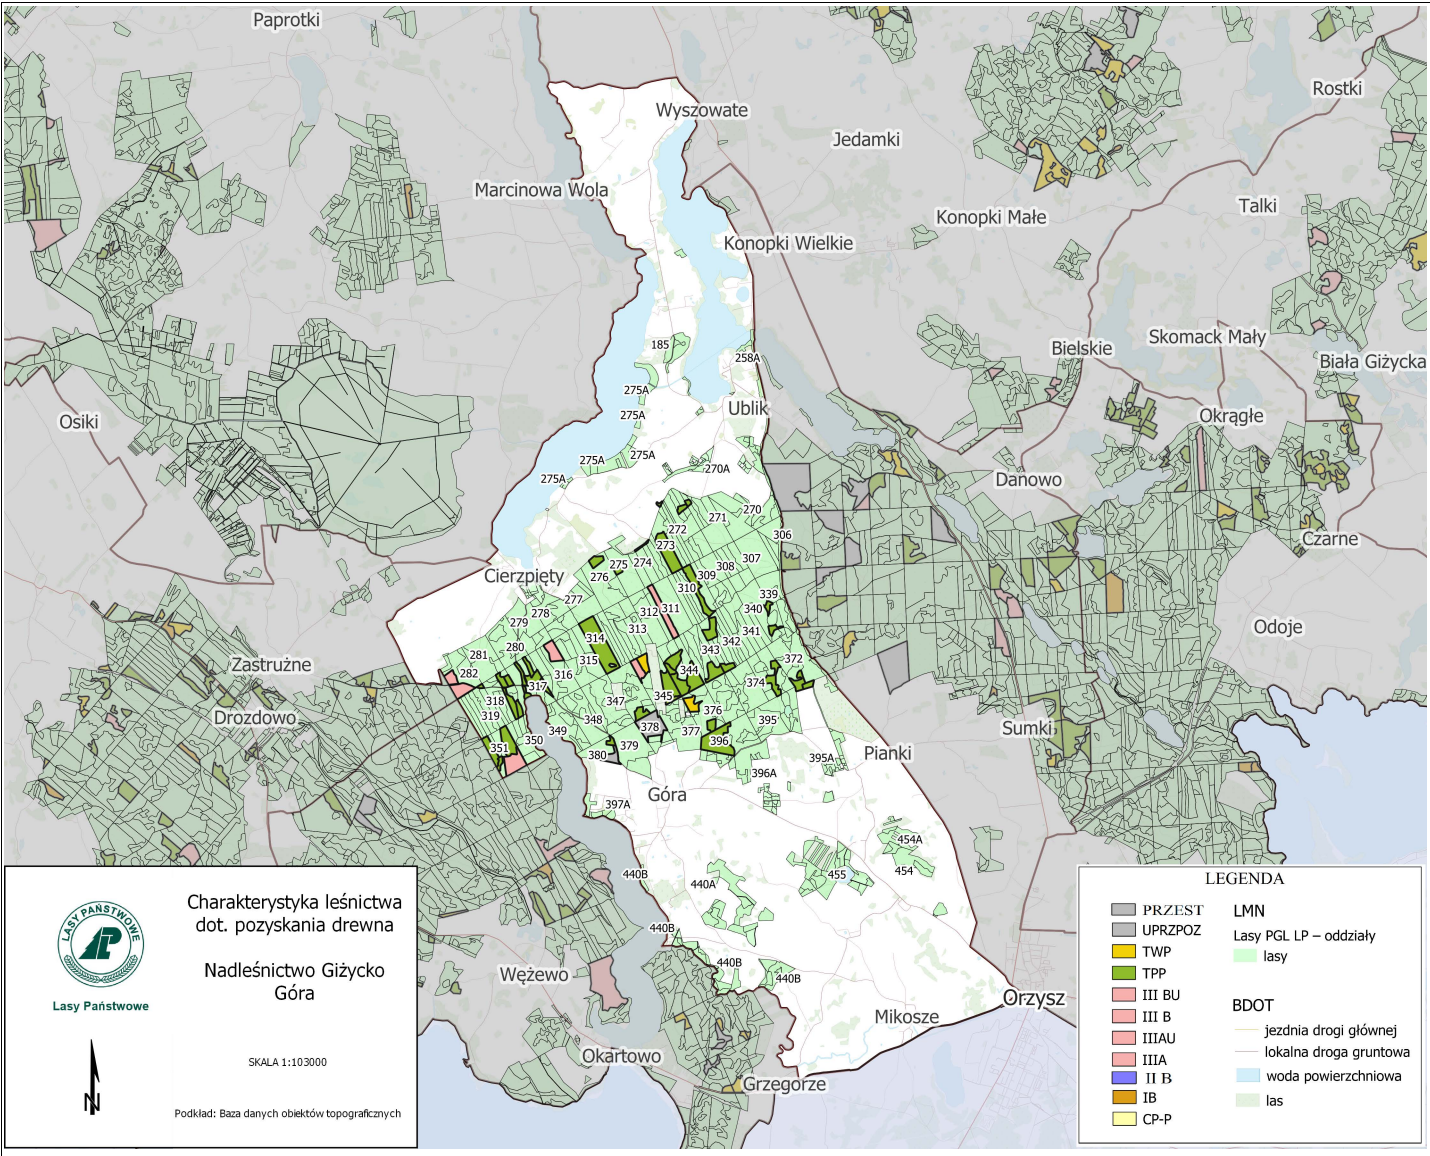 Paprotki
Wyszowate
Rostki
Jedamki
Marcinowa Wola
Konopki Małe
Talki
Konopki Wielkie
185
258A
Bielskie
Skomack Mały
Biała Giżycka
275A
Ublik
275A
Okrągłe
Osiki
275A
275A
270A
275A
Danowo
270
271
272
306
273
Czarne
275
274
307
308
276
309
Cierzpięty
310
277
339
312
311
340
278
279
313
341
Odoje
314
342
280
343
281
315
372
Zastrużne
282
316
344
317
374
318
347
345
319
376
Drozdowo
348
395
378
349
377
Sumki
350
396
351
379
380
Pianki
395A
396A
Góra
397A
454A
440B
455
454
440A
440B
440B
440B
Wężewo
Orzysz
Mikosze
Okartowo
Grzegorze
LASY PAŃSTWOWE
Lasy Państwowe
Charakterystyka leśnictwa
dot. pozyskania drewna
Nadleśnictwo Giżycko
Góra
SKALA 1:103000
N
Podkład: Baza danych obiektów topograficznych
LEGENDA
PRZEST
UPRZPOZ
TWP
TPP
III BU
III B
IIIAU
IIIA
II B
IB
CP-P
LMN
Lasy PGL LP – oddziały
lasy
BDOT
jezdnia drogi głównej
lokalna droga gruntowa
woda powierzchniowa
las